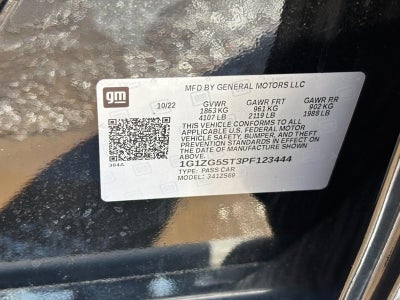 gm
MFD BY GENERAL MOTORS LLC
10/22 GVWR GAWR FRT GAWR RR
1863 KG 961 KG 902 KG
4107 LB 2119 LB 1988 LB
THIS VEHICLE CONFORMS TO ALL
APPLICABLE U.S. FEDERAL MOTOR
VEHICLE SAFETY, BUMPER, AND THEFT
PREVENTION STANDARDS IN EFFECT ON
THE DATE OF MANUFACTURE SHOWN
ABOVE.
394A
1G1ZG5ST3PF123444
TYPE: PASS CAR
MODEL: